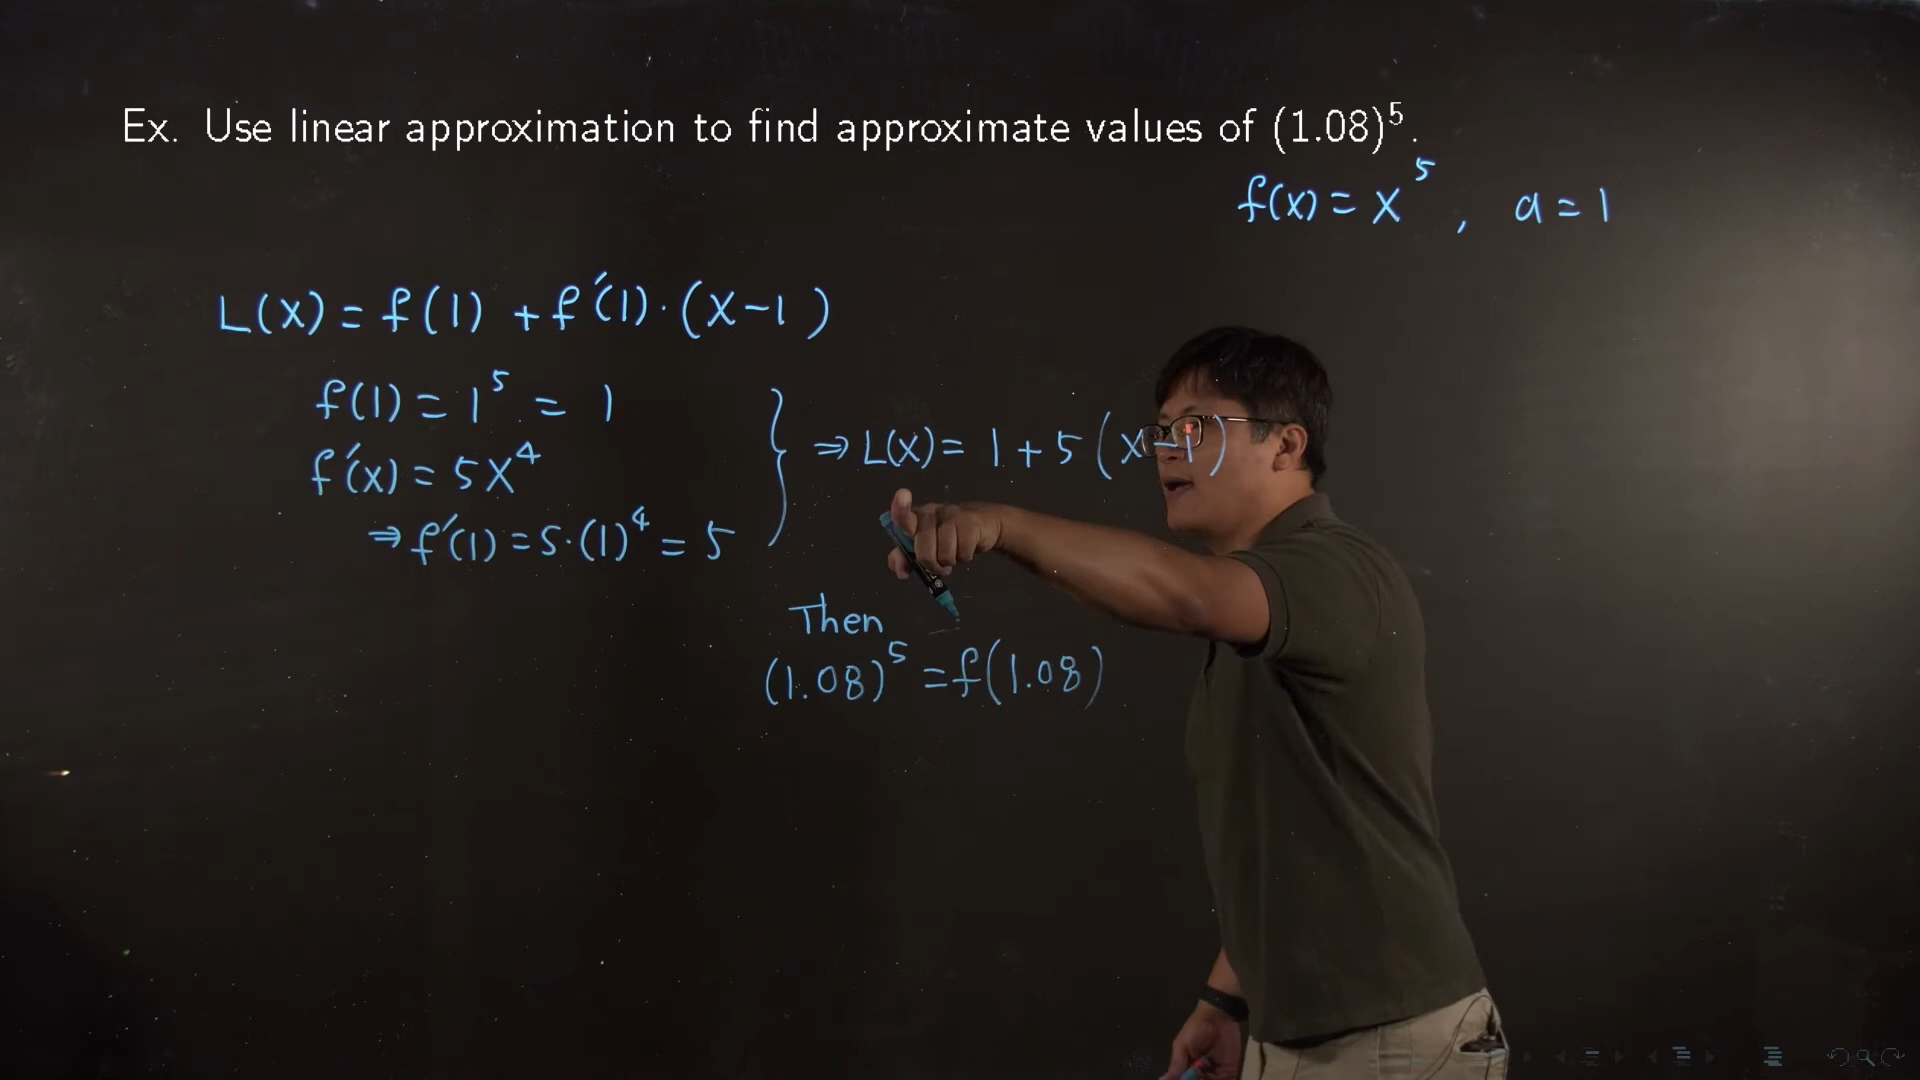 Ex. Use linear approximation to find approximate values of (1.08)⁵.
f(x) = x⁵, a = 1
L(x) = f(1) + f′(1)·(x−1)
f(1) = 1⁵ = 1
f′(x) = 5x⁴
⇒ L(x) = 1 + 5(x−1)
⇒ f′(1) = 5·(1)⁴ = 5
Then
(1.08)⁵ = f(1.08)